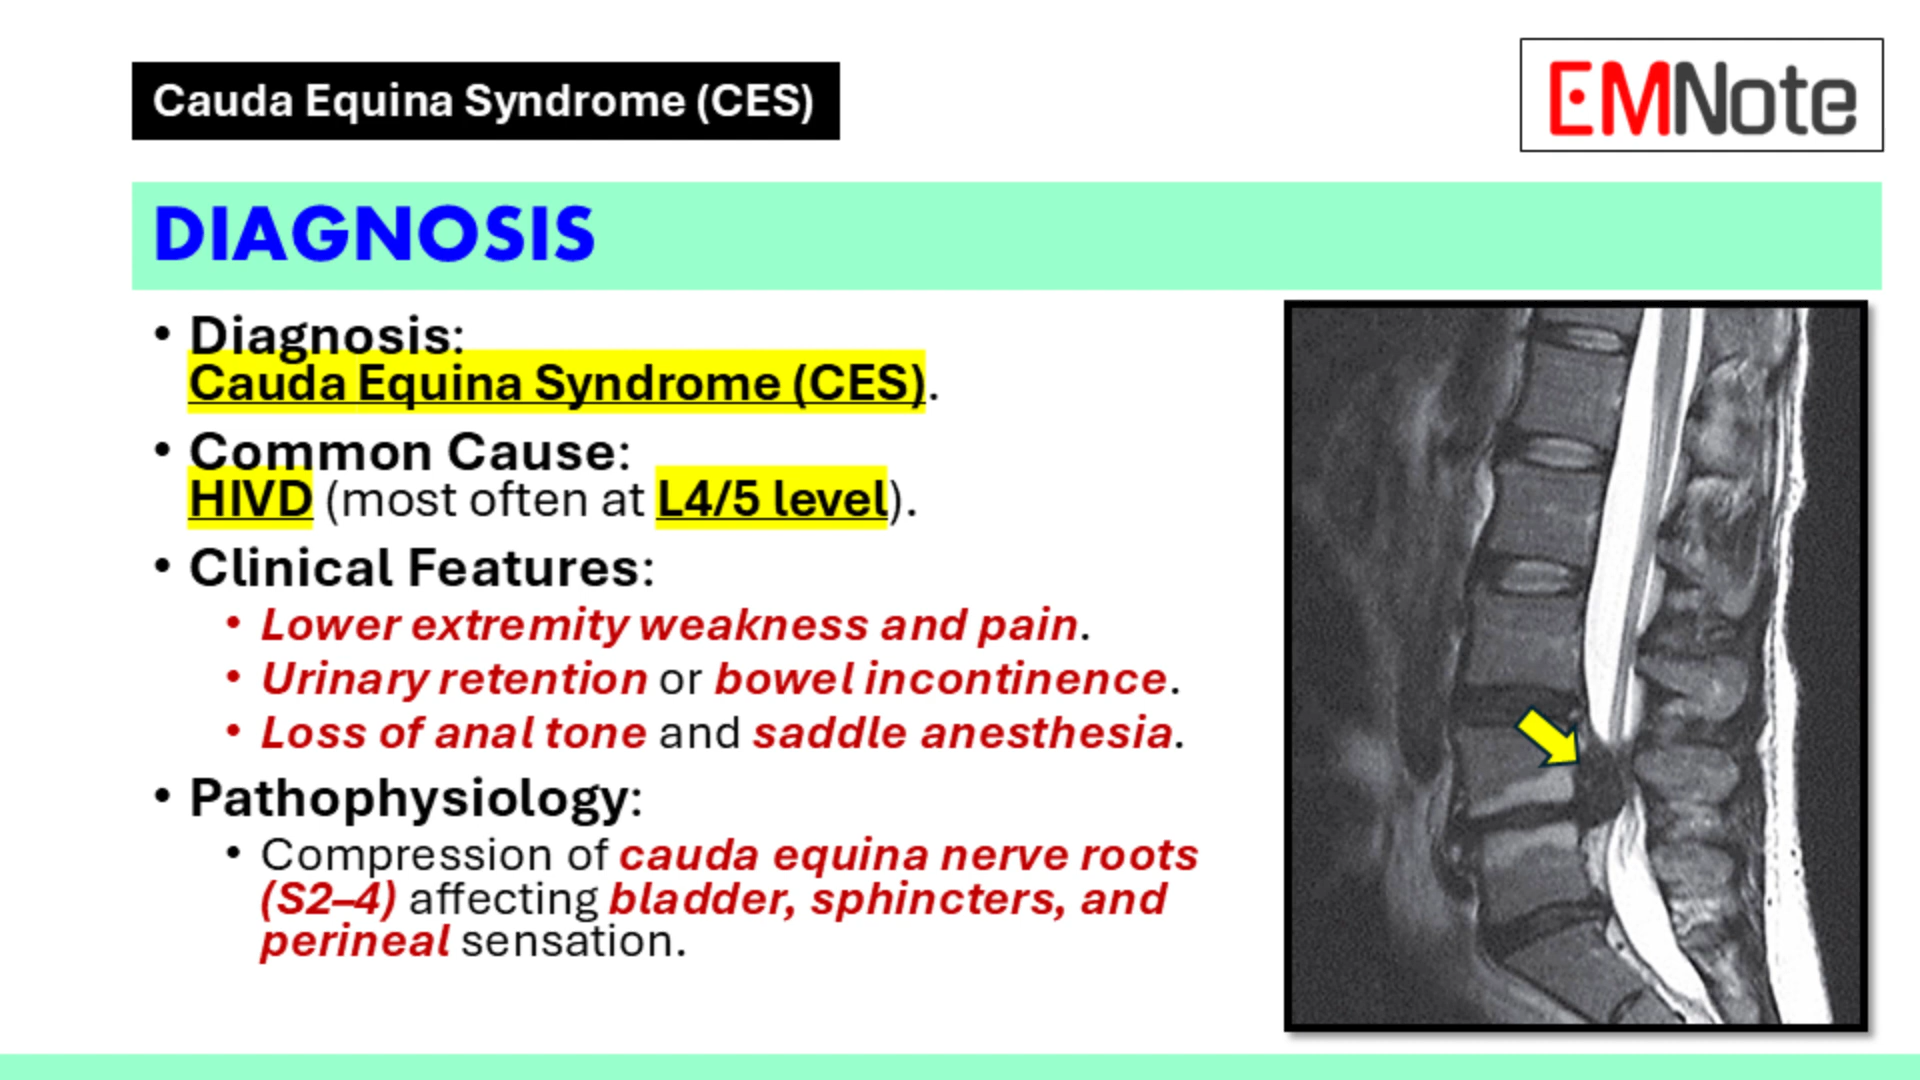 Cauda Equina Syndrome (CES)
EMNote
DIAGNOSIS
• Diagnosis:
Cauda Equina Syndrome (CES).
• Common Cause:
HIVD (most often at L4/5 level).
• Clinical Features:
• Lower extremity weakness and pain.
• Urinary retention or bowel incontinence.
• Loss of anal tone and saddle anesthesia.
• Pathophysiology:
• Compression of cauda equina nerve roots
(S2–4) affecting bladder, sphincters, and
perineal sensation.